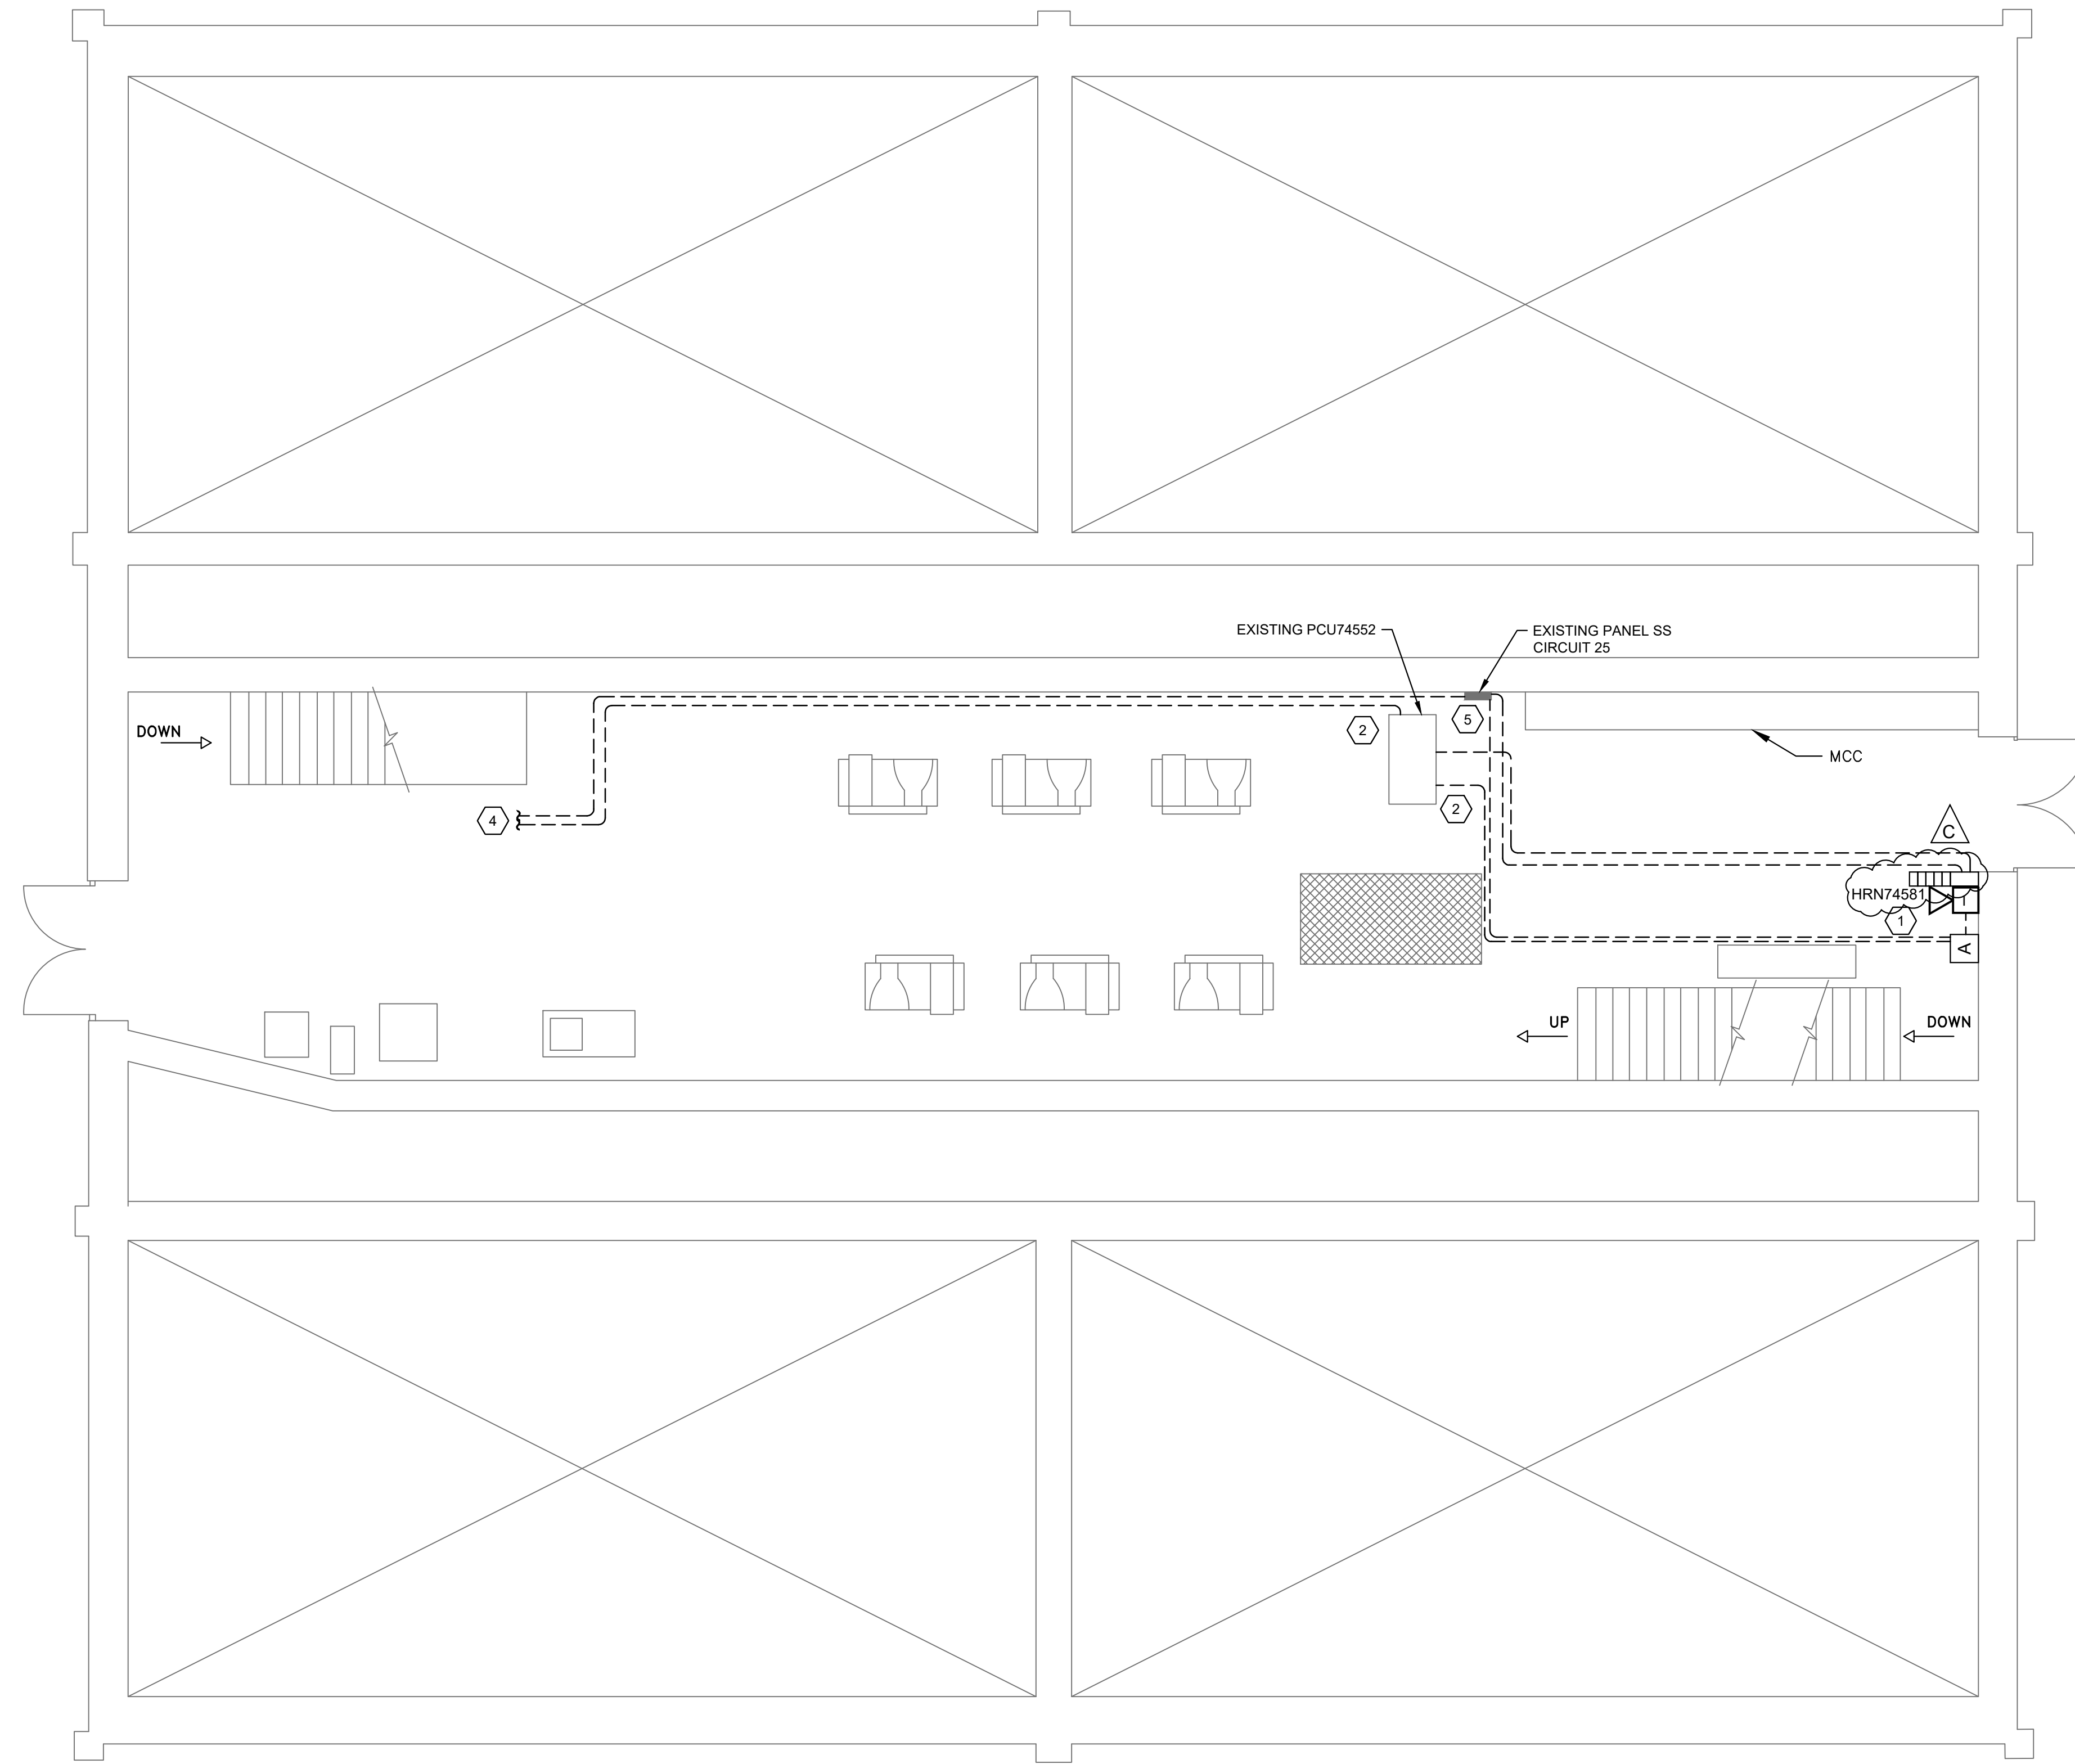 EXISTING PCU74552
EXISTING PANEL SS
CIRCUIT 25
DOWN
2
5
MCC
2
4
C
HRN74581
T
1
A
UP
DOWN